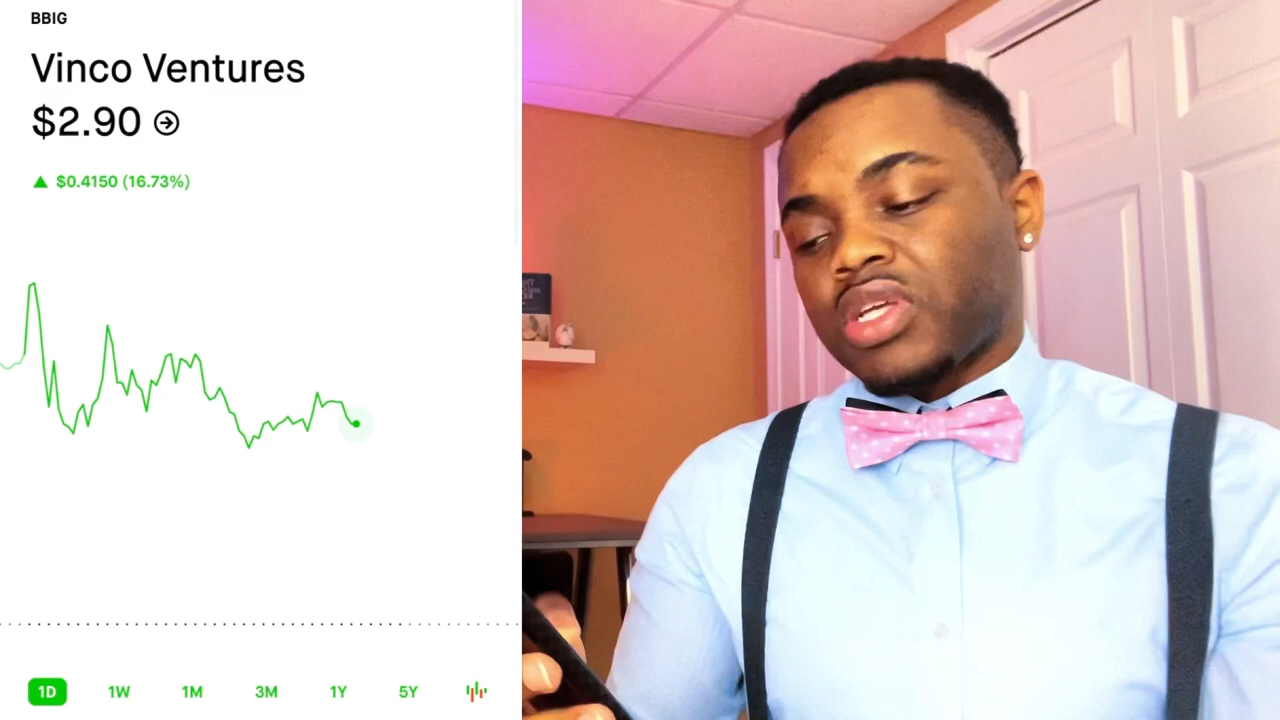 BBIG
Vinco Ventures
$2.90
$0.4150 (16.73%)
1D 1W 1M 3M 1Y 5Y